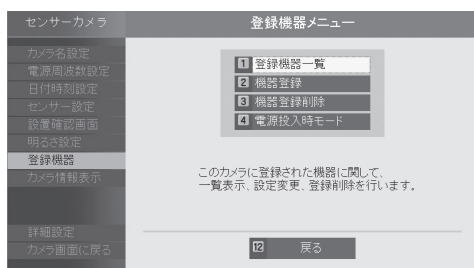 センサーカメラ
登録機器メニュー
カメラ名設定
電源周波数設定
日付時刻設定
センサー設定
設置確認画面
明るさ設定
登録機器
カメラ情報表示
詳細設定
カメラ画面に戻る
1 登録機器一覧
2 機器登録
3 機器登録削除
4 電源投入時モード
このカメラに登録された機器に関して、
一覧表示、設定変更、登録削除を行います。
12 戻る